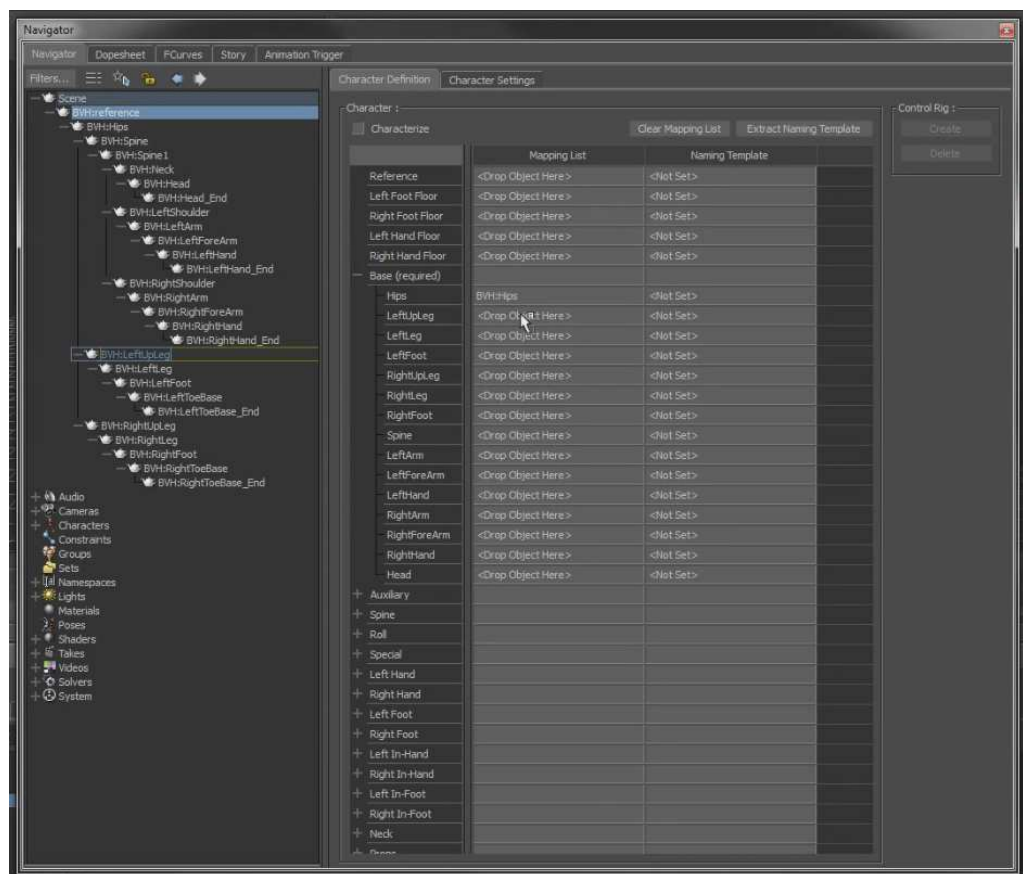 Navigator
Navigator Dopesheet FCurves Story Animation Trigger
Filters...
Scene
BVH:reference
BVH:Hips
BVH:Spine
BVH:Spine1
BVH:Neck
BVH:Head
BVH:Head_End
BVH:LeftShoulder
BVH:LeftArm
BVH:LeftForeArm
BVH:LeftHand
BVH:LeftHand_End
BVH:RightShoulder
BVH:RightArm
BVH:RightForeArm
BVH:RightHand
BVH:RightHand_End
BVH:LeftUpLeg
BVH:LeftLeg
BVH:LeftFoot
BVH:LeftToeBase
BVH:LeftToeBase_End
BVH:RightUpLeg
BVH:RightLeg
BVH:RightFoot
BVH:RightToeBase
BVH:RightToeBase_End
Audio
Cameras
Characters
Constraints
Groups
Sets
Namespaces
Lights
Materials
Poses
Shaders
Takes
Videos
Solvers
System
Character Definition Character Settings
Character :
Characterize Clear Mapping List Extract Naming Template
Mapping List Naming Template
Reference <Drop Object Here> <Not Set>
Left Foot Floor <Drop Object Here> <Not Set>
Right Foot Floor <Drop Object Here> <Not Set>
Left Hand Floor <Drop Object Here> <Not Set>
Right Hand Floor <Drop Object Here> <Not Set>
Base (required)
Hips BVH:Hips <Not Set>
LeftUpLeg <Drop Object Here> <Not Set>
LeftLeg <Drop Object Here> <Not Set>
LeftFoot <Drop Object Here> <Not Set>
RightUpLeg <Drop Object Here> <Not Set>
RightLeg <Drop Object Here> <Not Set>
RightFoot <Drop Object Here> <Not Set>
Spine <Drop Object Here> <Not Set>
LeftArm <Drop Object Here> <Not Set>
LeftForeArm <Drop Object Here> <Not Set>
LeftHand <Drop Object Here> <Not Set>
RightArm <Drop Object Here> <Not Set>
RightForeArm <Drop Object Here> <Not Set>
RightHand <Drop Object Here> <Not Set>
Head <Drop Object Here> <Not Set>
Auxiliary
Spine
Roll
Special
Left Hand
Right Hand
Left Foot
Right Foot
Left In-Hand
Right In-Hand
Left In-Foot
Right In-Foot
Neck
Control Rig :
Create
Delete